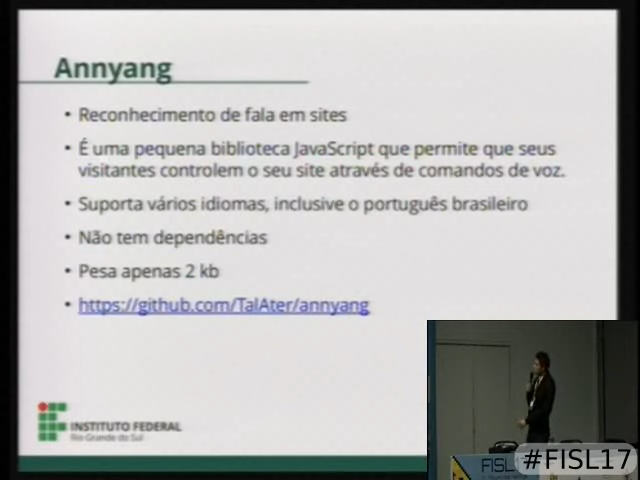 Annyang
• Reconhecimento de fala em sites
• É uma pequena biblioteca JavaScript que permite que seus
visitantes controlem o seu site através de comandos de voz.
• Suporta vários idiomas, inclusive o português brasileiro
• Não tem dependências
• Pesa apenas 2 kb
• https://github.com/TalAter/annyang
INSTITUTO FEDERAL
Rio Grande do Sul
FISL
#FISL17